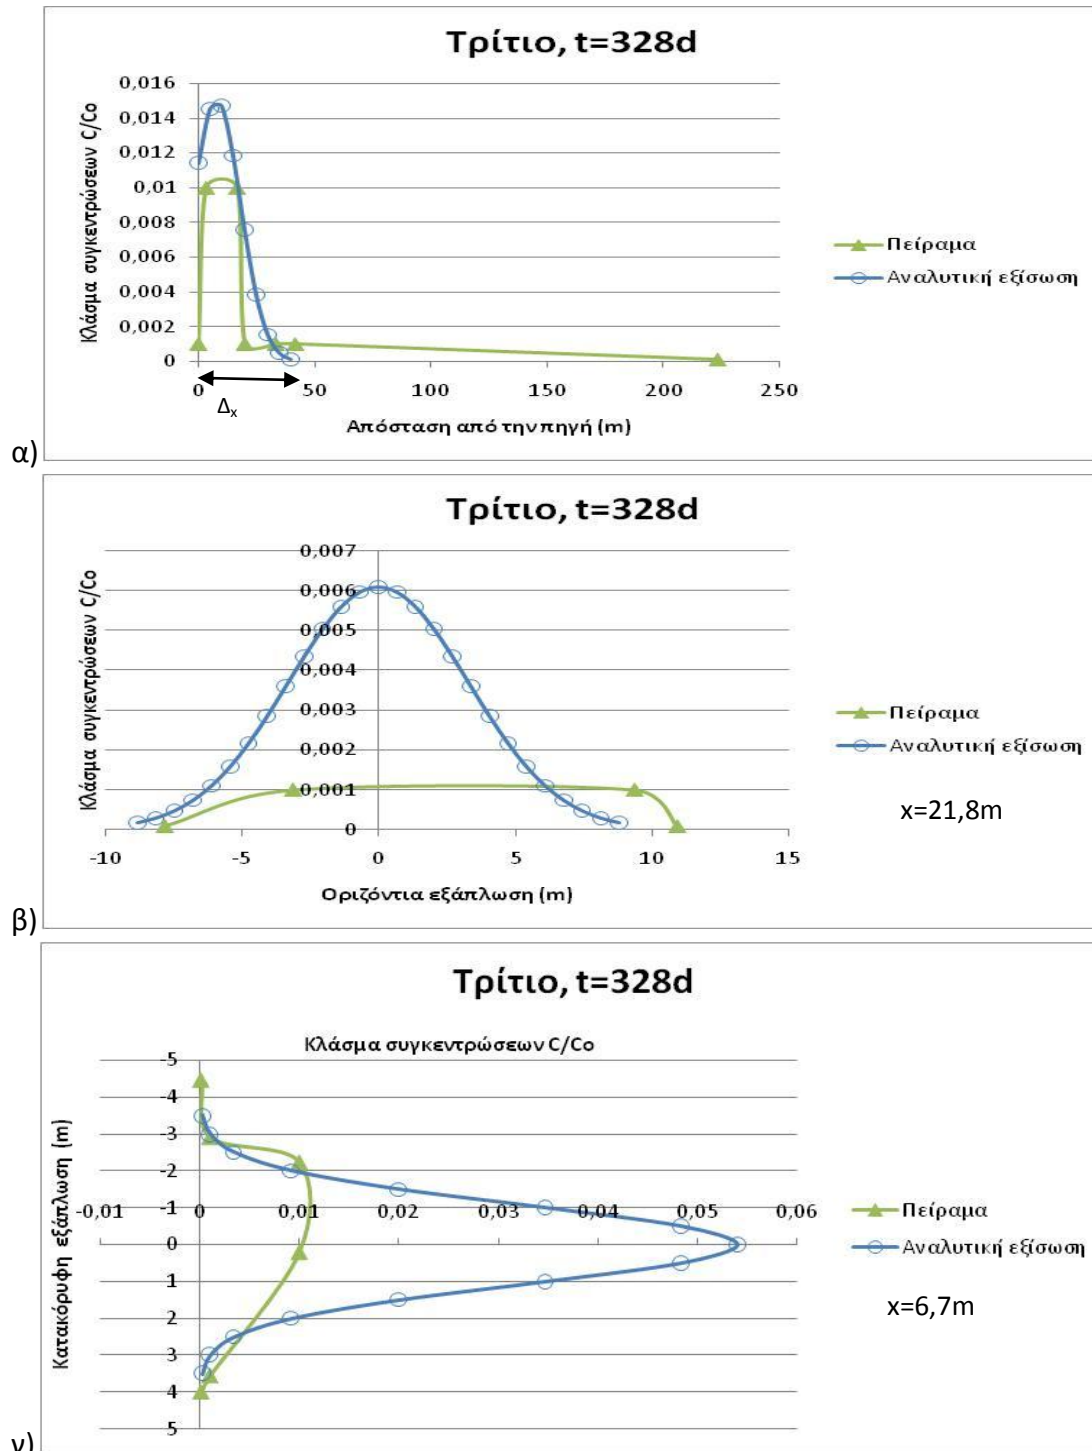 Τρίτιο, t=328d
Κλάσμα συγκεντρώσεων C/Co
0,016
0,014
0,012
0,01
0,008
0,006
0,004
0,002
0
0 50 100 150 200 250
Δx
Απόσταση από την πηγή (m)
Πείραμα
Αναλυτική εξίσωση
α)
Τρίτιο, t=328d
Κλάσμα συγκεντρώσεων C/Co
0,007
0,006
0,005
0,004
0,003
0,002
0,001
0
-10 -5 0 5 10 15
Οριζόντια εξάπλωση (m)
Πείραμα
Αναλυτική εξίσωση
x=21,8m
β)
Τρίτιο, t=328d
Κλάσμα συγκεντρώσεων C/Co
Κατακόρυφη εξάπλωση (m)
-5
-4
-3
-2
-1
-0,01 0 0,01 0,02 0,03 0,04 0,05 0,06
0
1
2
3
4
5
Πείραμα
Αναλυτική εξίσωση
x=6,7m
γ)